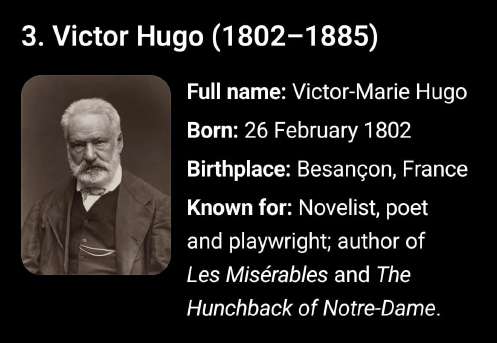 3. Victor Hugo (1802–1885)
Full name: Victor-Marie Hugo
Born: 26 February 1802
Birthplace: Besançon, France
Known for: Novelist, poet
and playwright; author of
Les Misérables and The
Hunchback of Notre-Dame.